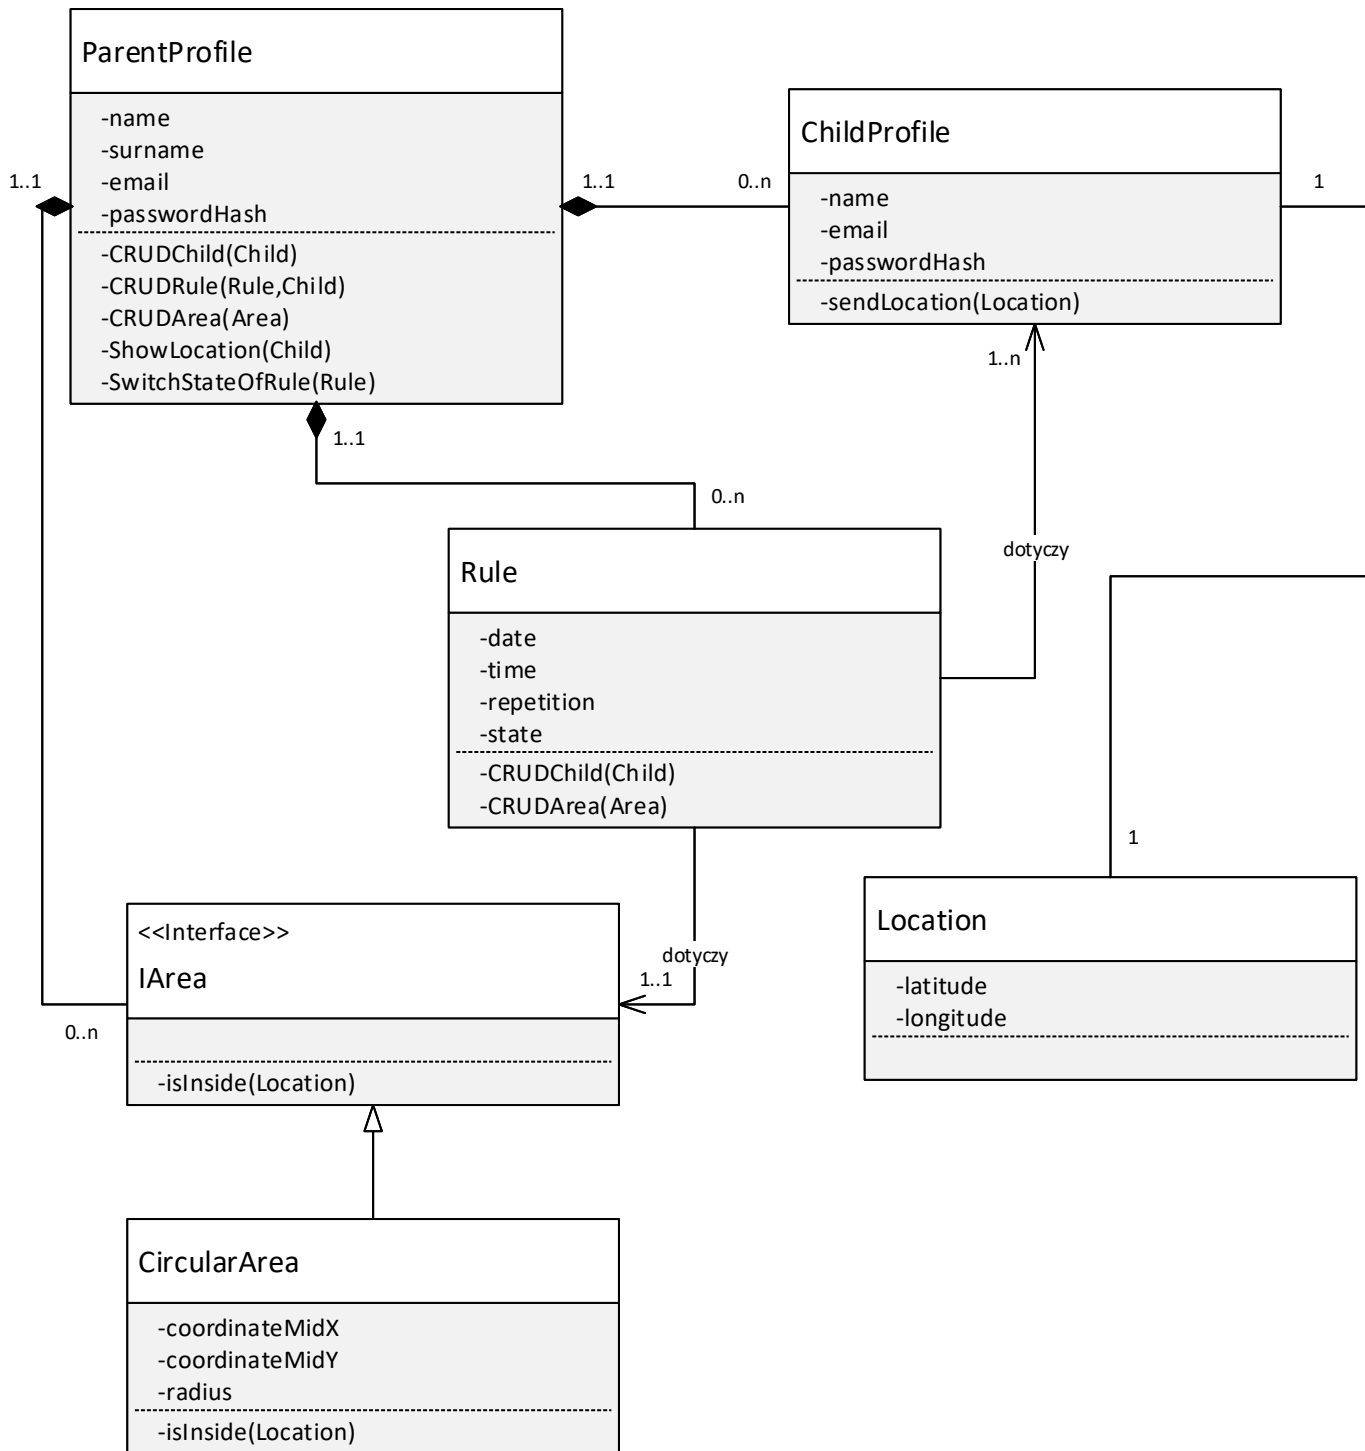 ParentProfile
-name
-surname
-email
-passwordHash
-CRUDChild(Child)
-CRUDRule(Rule,Child)
-CRUDArea(Area)
-ShowLocation(Child)
-SwitchStateOfRule(Rule)
1..1
1..1
0..n
ChildProfile
-name
-email
-passwordHash
-sendLocation(Location)
1
1..n
1..1
0..n
dotyczy
Rule
-date
-time
-repetition
-state
-CRUDChild(Child)
-CRUDArea(Area)
1
Location
-latitude
-longitude
dotyczy
1..1
<<Interface>>
IArea
-isInside(Location)
0..n
CircularArea
-coordinateMidX
-coordinateMidY
-radius
-isInside(Location)